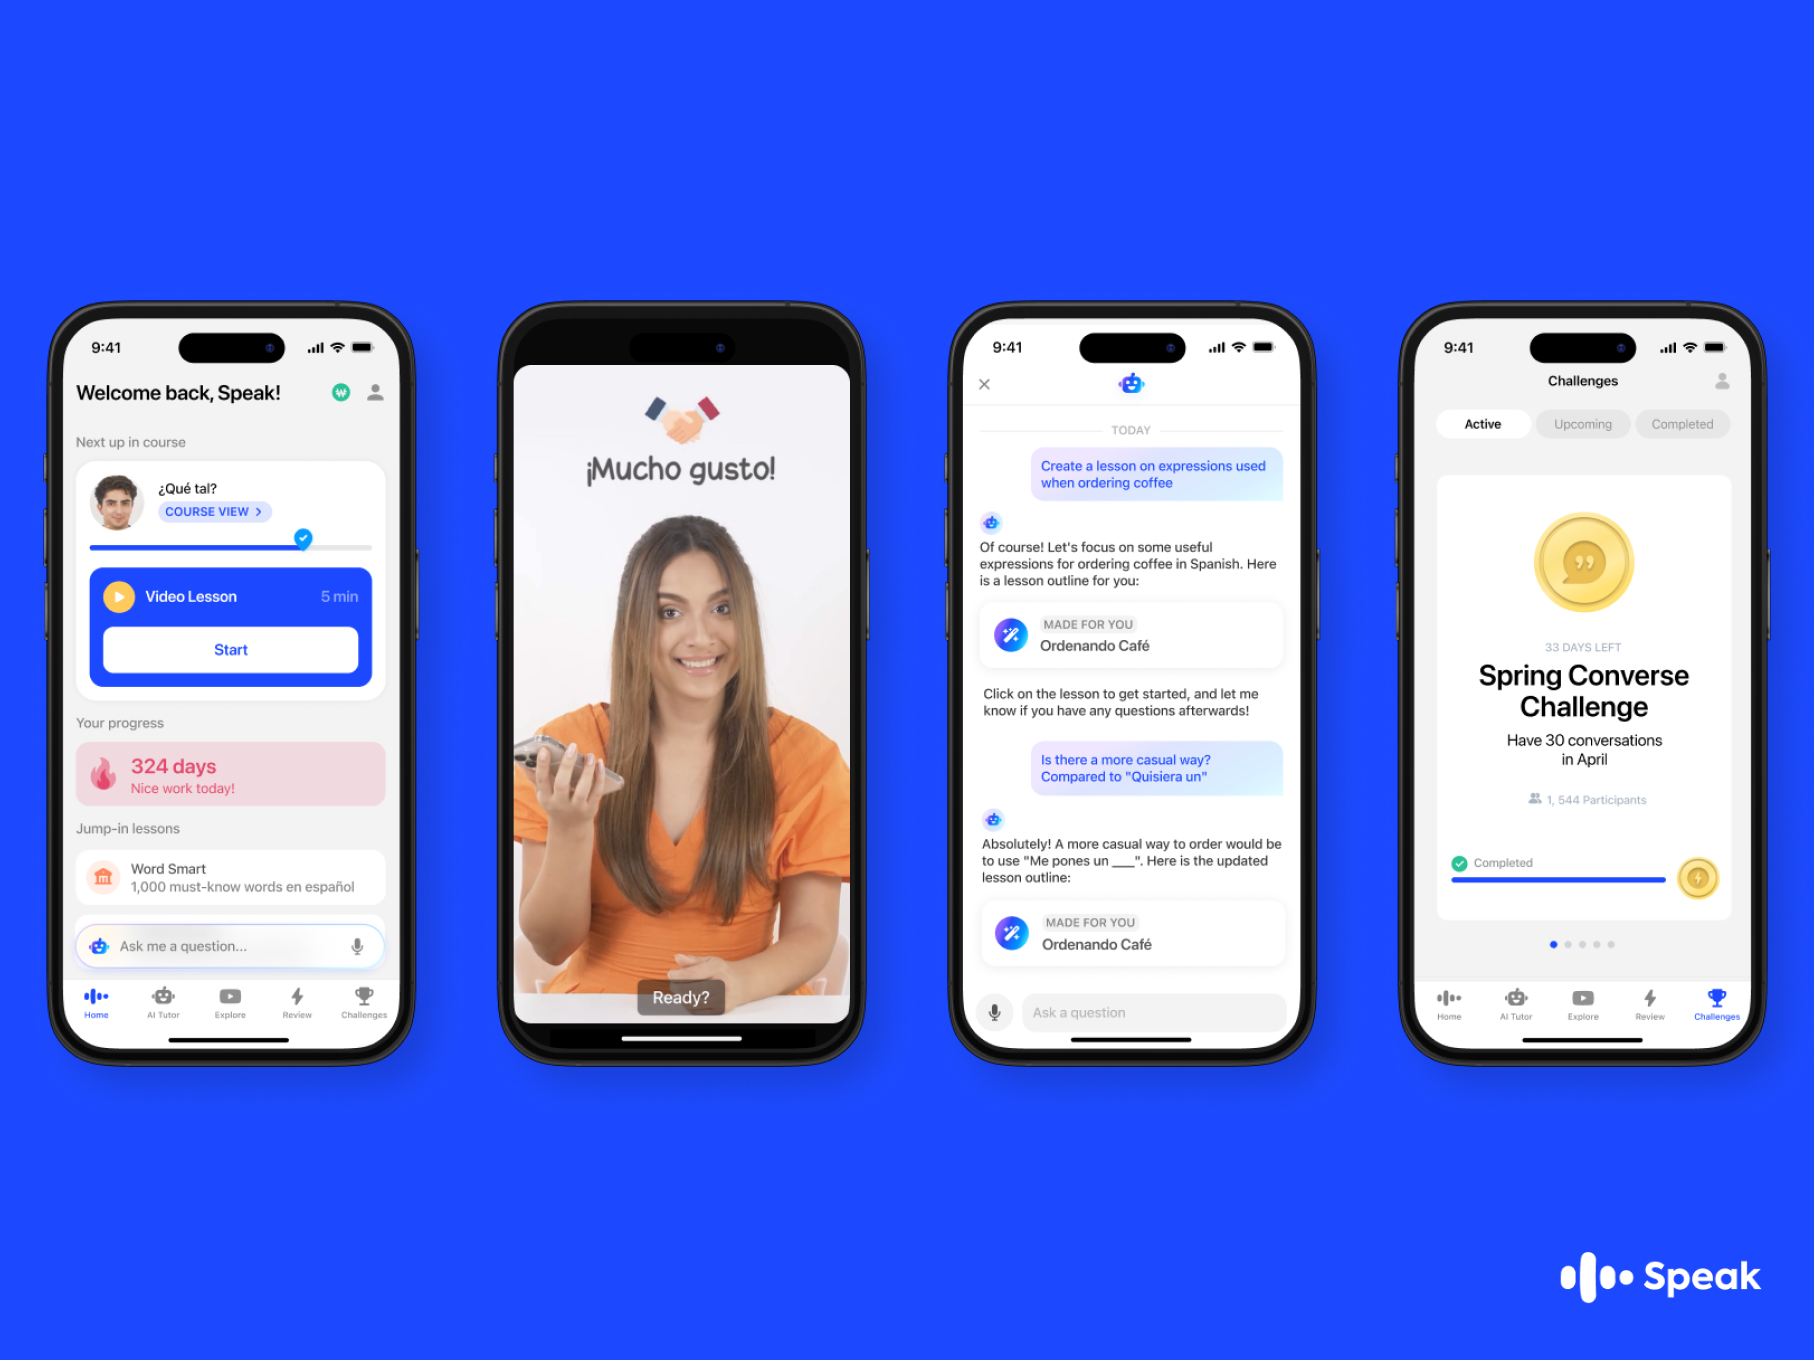 9:41
Welcome back, Speak!
Next up in course
¿Qué tal?
COURSE VIEW >
Video Lesson
5 min
Start
Your progress
324 days
Nice work today!
Jump-in lessons
Word Smart
1,000 must-know words en español
Ask me a question...
Home
AI Tutor
Explore
Review
Challenges
¡Mucho gusto!
Ready?
9:41
TODAY
Create a lesson on expressions used
when ordering coffee
Of course! Let's focus on some useful
expressions for ordering coffee in Spanish. Here
is a lesson outline for you:
MADE FOR YOU
Ordenando Café
Click on the lesson to get started, and let me
know if you have any questions afterwards!
Is there a more casual way?
Compared to "Quisiera un"
Absolutely! A more casual way to order would be
to use "Me pones un ___". Here is the updated
lesson outline:
MADE FOR YOU
Ordenando Café
Ask a question
9:41
Challenges
Active
Upcoming
Completed
33 DAYS LEFT
Spring Converse
Challenge
Have 30 conversations
in April
1, 544 Participants
Completed
Home
AI Tutor
Explore
Review
Challenges
Speak